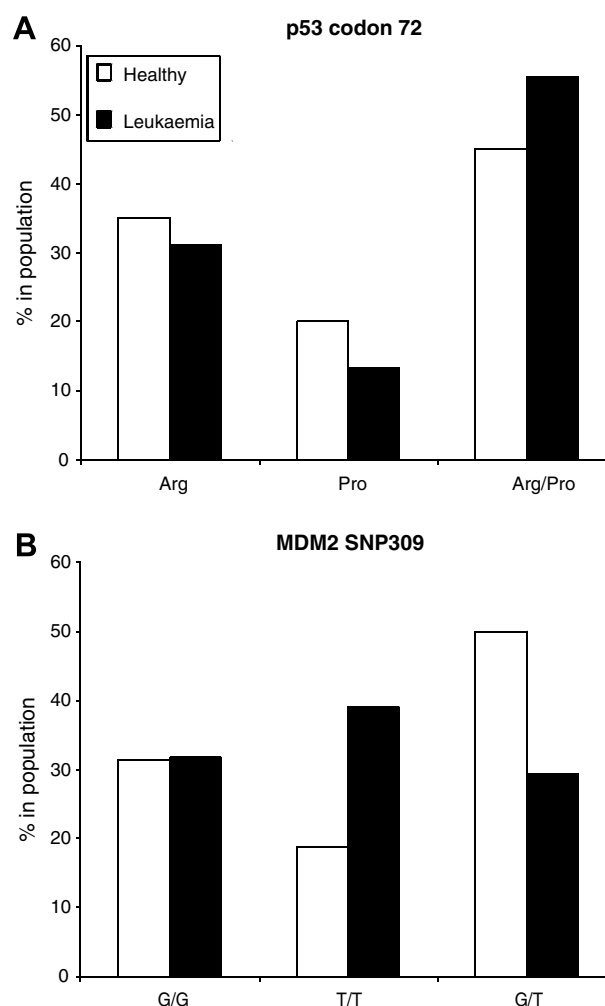 A
p53 codon 72
60
50
40
30
20
10
0
% in population
Healthy
Leukaemia
Arg Pro Arg/Pro
B
MDM2 SNP309
60
50
40
30
20
10
0
% in population
G/G T/T G/T